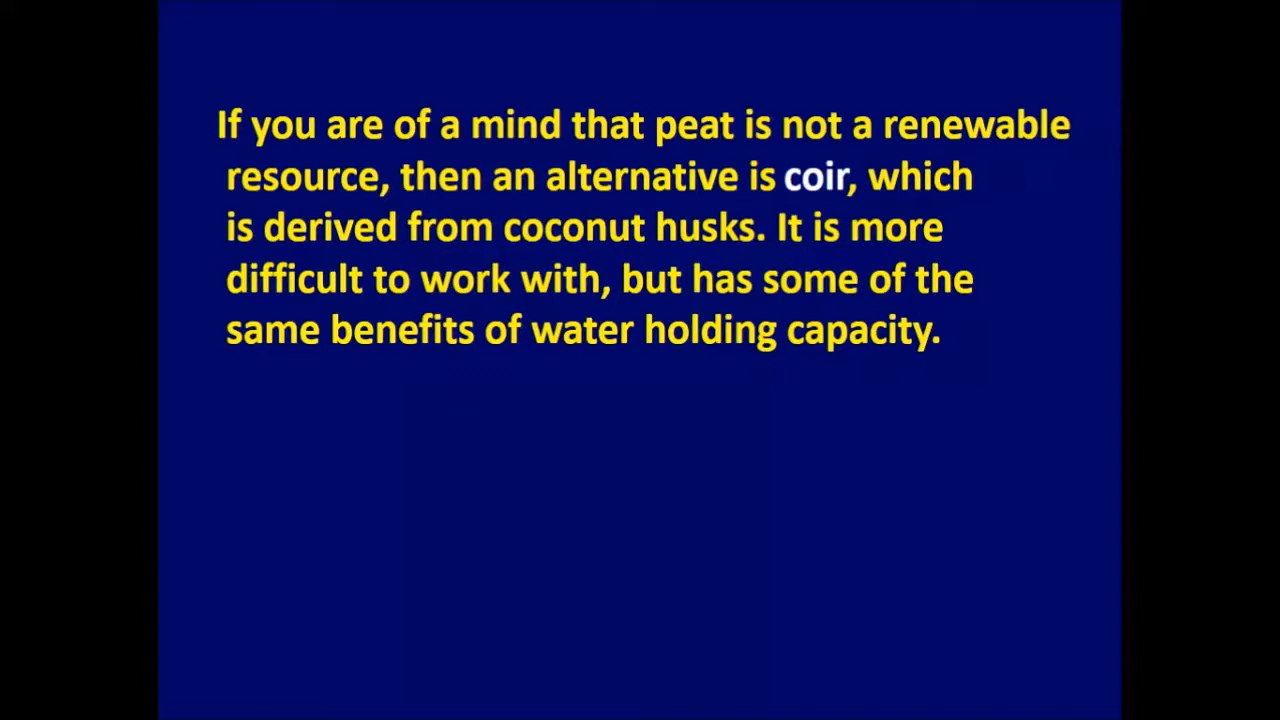 If you are of a mind that peat is not a renewable
resource, then an alternative is coir, which
is derived from coconut husks. It is more
difficult to work with, but has some of the
same benefits of water holding capacity.